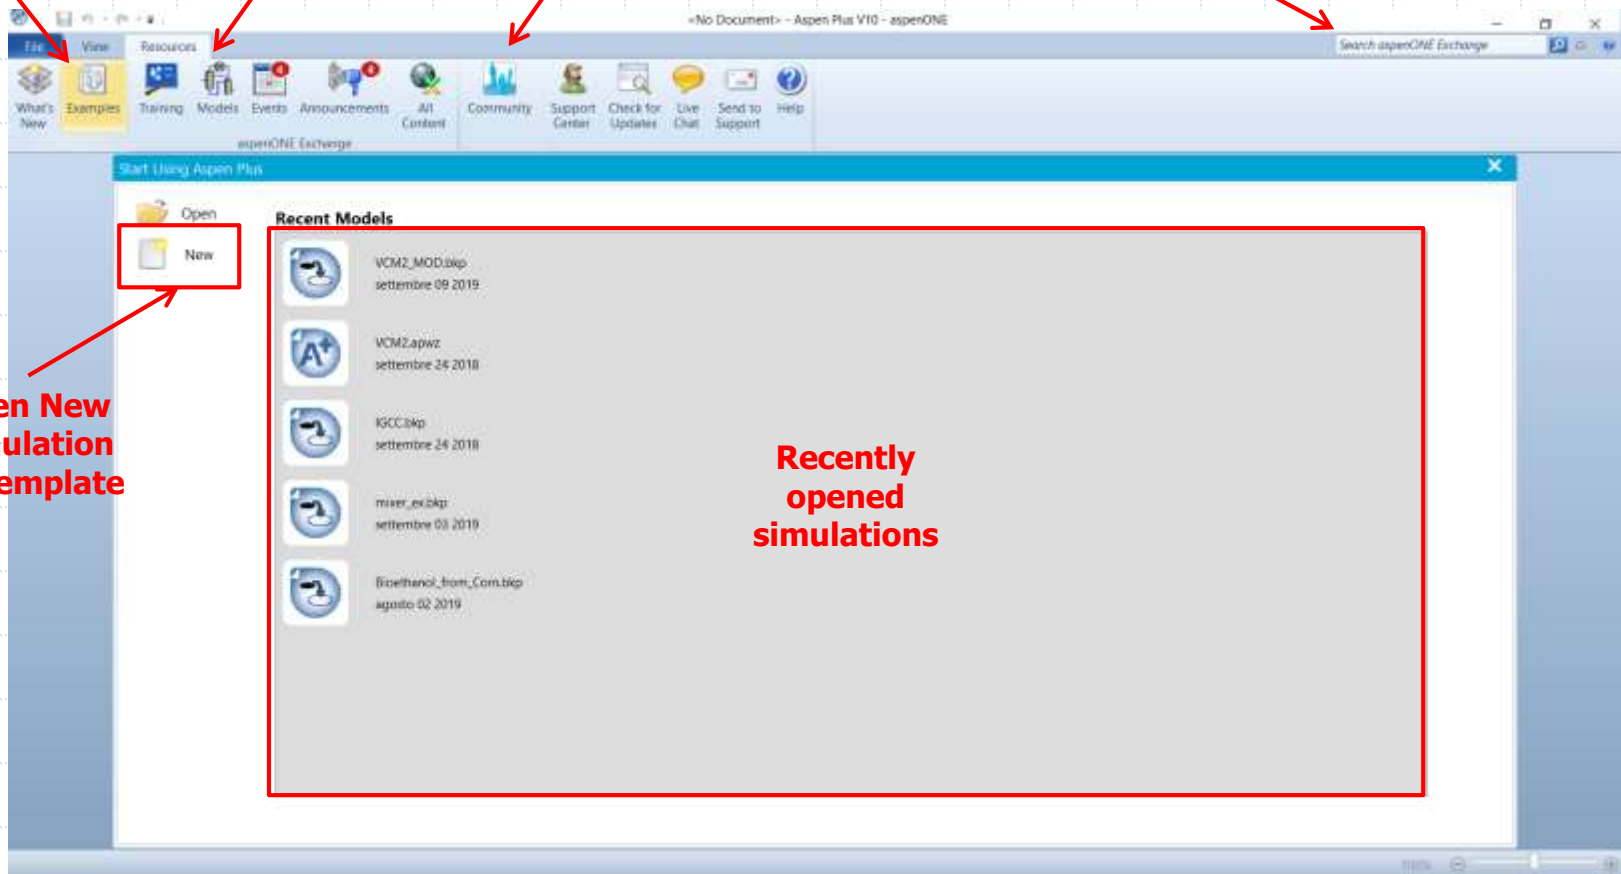 <No Document> - Aspen Plus V10 - aspenONE
File View Resources
Search aspenONE Exchange
What's New
Examples
Training
Models
Events
Announcements
All Content
Community
Support Center
Check for Updates
Live Chat
Send to Support
Help
aspenONE Exchange
Start Using Aspen Plus
Open
New
Recent Models
VCM2_MOD.bkp
settembre 09 2019
VCM2.apwz
settembre 24 2018
IGCC.bkp
settembre 24 2018
mixer_ex.bkp
settembre 03 2019
Bioethanol_from_Corn.bkp
agosto 02 2019
en New
ulation
emplate
Recently
opened
simulations
100%